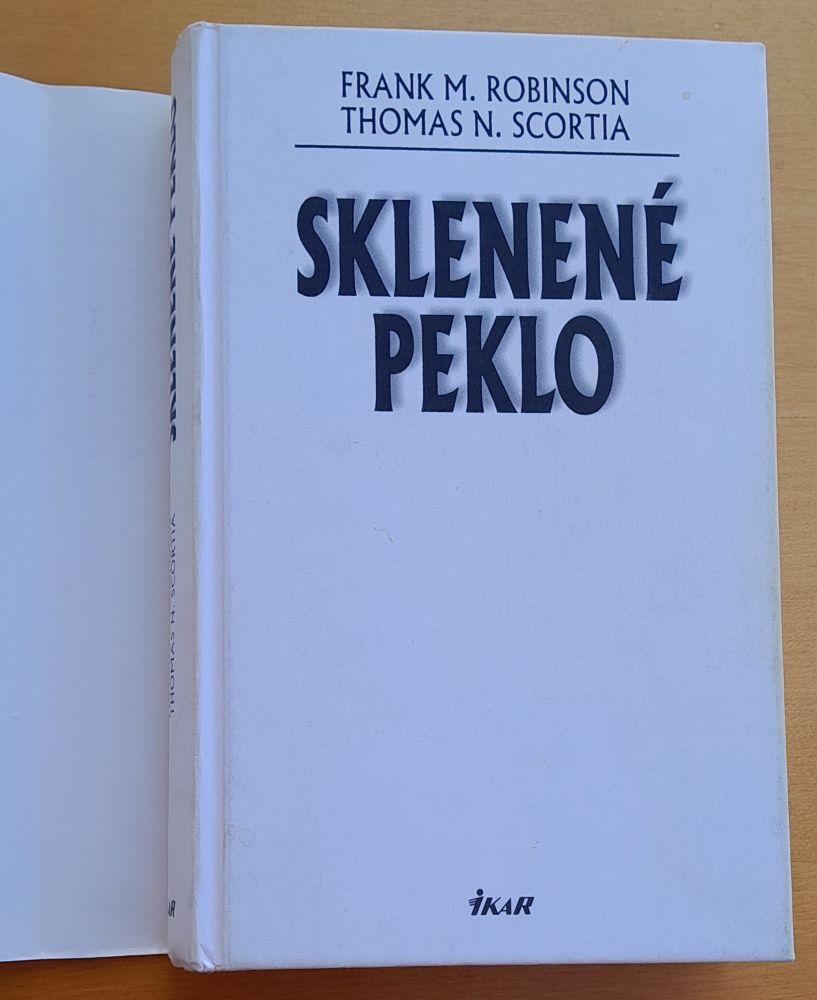 FRANK M. ROBINSON
THOMAS N. SCORTIA
SKLENENÉ
PEKLO
IKAR
THOMAS N. SCORTIA